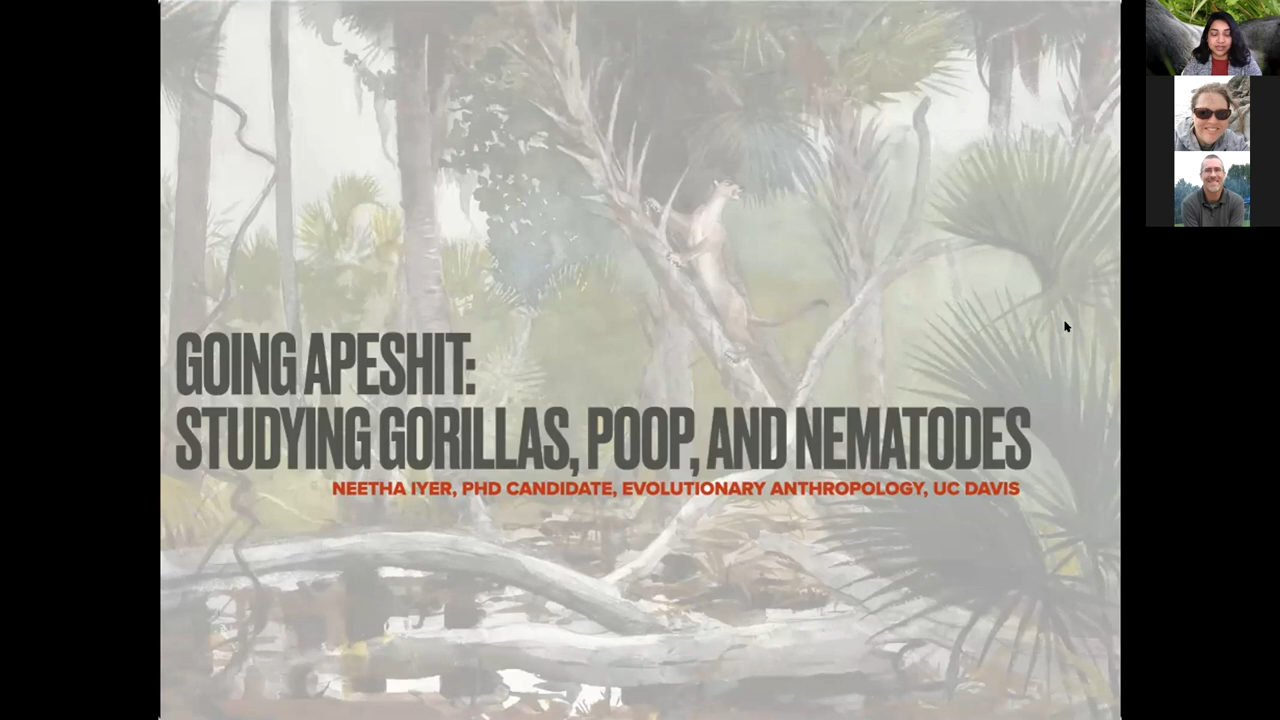 GOING APESHIT:
STUDYING GORILLAS, POOP, AND NEMATODES
NEETHA IYER, PHD CANDIDATE, EVOLUTIONARY ANTHROPOLOGY, UC DAVIS